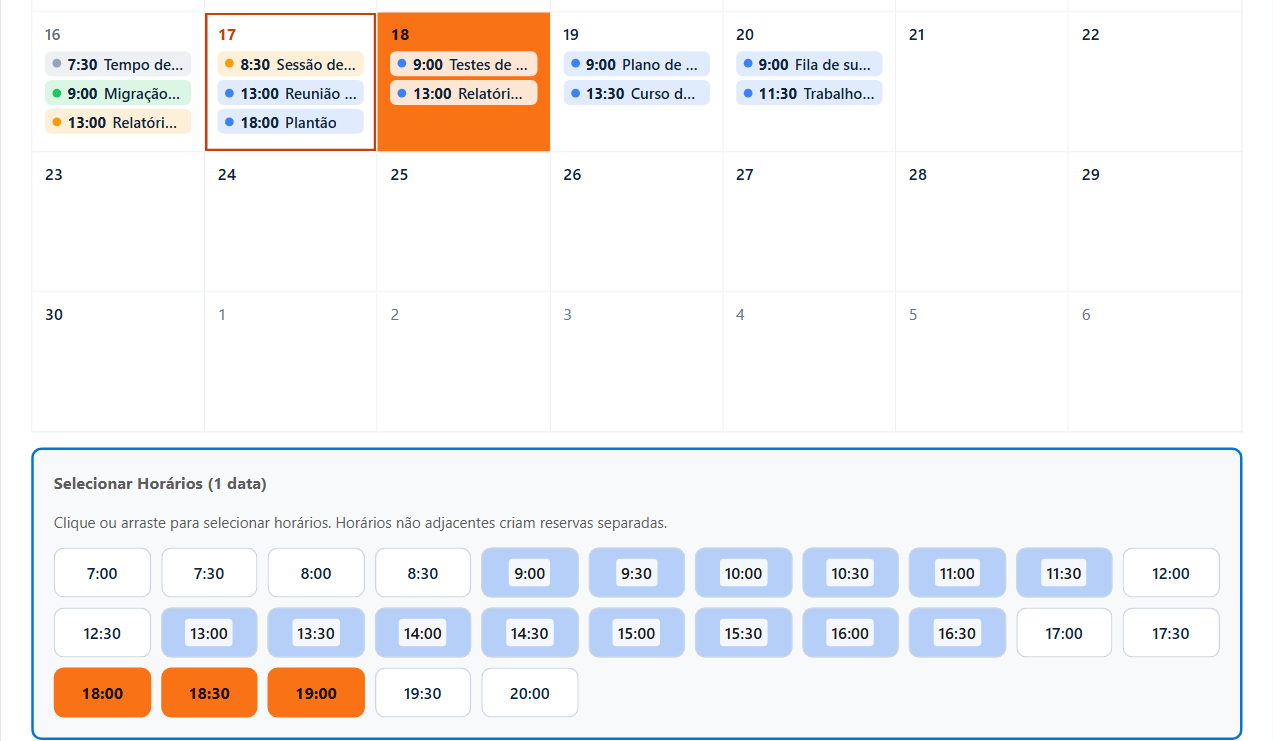 16 17 18 19 20 21 22
7:30 Tempo de... 8:30 Sessão de... 9:00 Testes de ... 9:00 Plano de ... 9:00 Fila de su...
9:00 Migração... 13:00 Reunião ... 13:00 Relatóri... 13:30 Curso d... 11:30 Trabalho...
13:00 Relatóri... 18:00 Plantão
23 24 25 26 27 28 29
30 1 2 3 4 5 6
Selecionar Horários (1 data)
Clique ou arraste para selecionar horários. Horários não adjacentes criam reservas separadas.
7:00 7:30 8:00 8:30 9:00 9:30 10:00 10:30 11:00 11:30 12:00
12:30 13:00 13:30 14:00 14:30 15:00 15:30 16:00 16:30 17:00 17:30
18:00 18:30 19:00 19:30 20:00